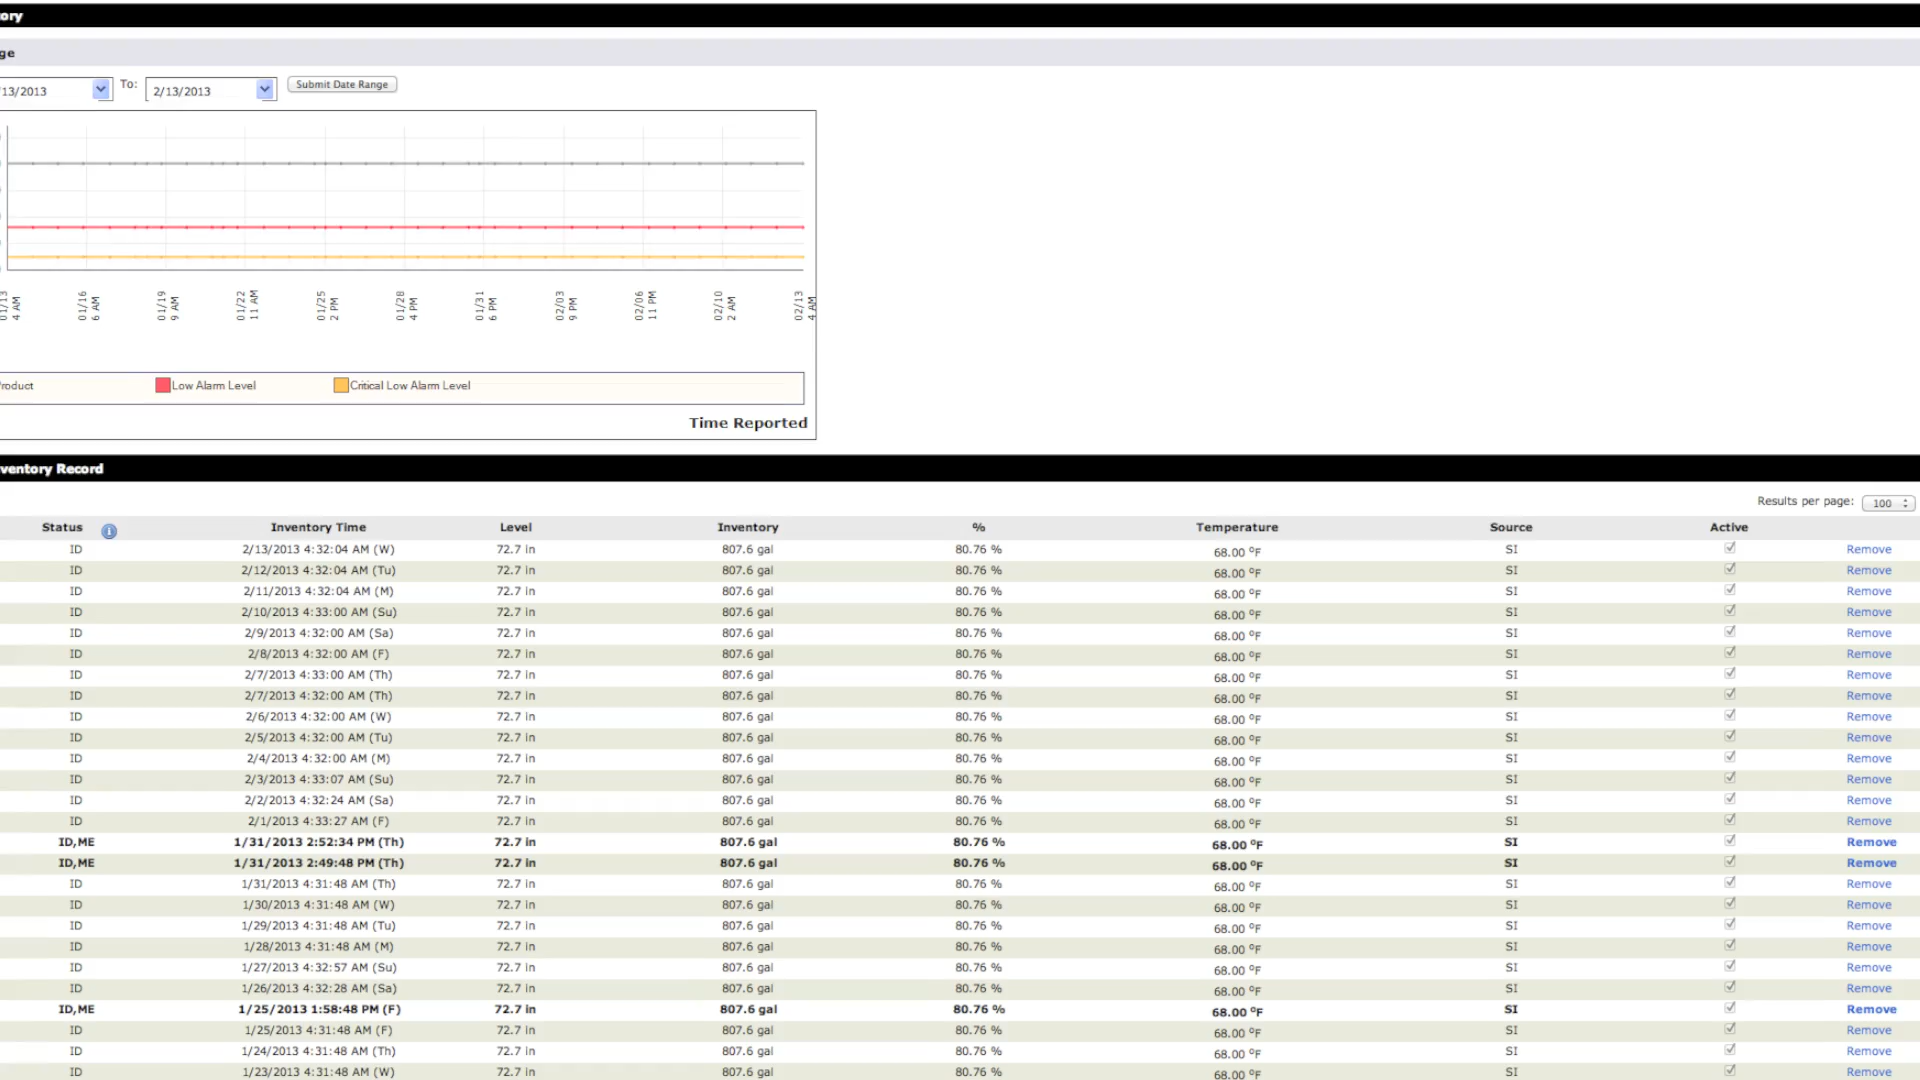 ory
ge
13/2013 To: 2/13/2013 Submit Date Range
01/13 4 AM
01/16 6 AM
01/19 9 AM
01/22 11 AM
01/25 2 PM
01/28 4 PM
01/31 6 PM
02/03 9 PM
02/06 11 PM
02/10 2 AM
02/13 4 AM
roduct Low Alarm Level Critical Low Alarm Level
Time Reported
ventory Record
Results per page: 100
Status Inventory Time Level Inventory % Temperature Source Active
ID 2/13/2013 4:32:04 AM (W) 72.7 in 807.6 gal 80.76 % 68.00 ºF SI Remove
ID 2/12/2013 4:32:04 AM (Tu) 72.7 in 807.6 gal 80.76 % 68.00 ºF SI Remove
ID 2/11/2013 4:32:04 AM (M) 72.7 in 807.6 gal 80.76 % 68.00 ºF SI Remove
ID 2/10/2013 4:33:00 AM (Su) 72.7 in 807.6 gal 80.76 % 68.00 ºF SI Remove
ID 2/9/2013 4:32:00 AM (Sa) 72.7 in 807.6 gal 80.76 % 68.00 ºF SI Remove
ID 2/8/2013 4:32:00 AM (F) 72.7 in 807.6 gal 80.76 % 68.00 ºF SI Remove
ID 2/7/2013 4:33:00 AM (Th) 72.7 in 807.6 gal 80.76 % 68.00 ºF SI Remove
ID 2/7/2013 4:32:00 AM (Th) 72.7 in 807.6 gal 80.76 % 68.00 ºF SI Remove
ID 2/6/2013 4:32:00 AM (W) 72.7 in 807.6 gal 80.76 % 68.00 ºF SI Remove
ID 2/5/2013 4:32:00 AM (Tu) 72.7 in 807.6 gal 80.76 % 68.00 ºF SI Remove
ID 2/4/2013 4:32:00 AM (M) 72.7 in 807.6 gal 80.76 % 68.00 ºF SI Remove
ID 2/3/2013 4:33:07 AM (Su) 72.7 in 807.6 gal 80.76 % 68.00 ºF SI Remove
ID 2/2/2013 4:32:24 AM (Sa) 72.7 in 807.6 gal 80.76 % 68.00 ºF SI Remove
ID 2/1/2013 4:33:27 AM (F) 72.7 in 807.6 gal 80.76 % 68.00 ºF SI Remove
ID,ME 1/31/2013 2:52:34 PM (Th) 72.7 in 807.6 gal 80.76 % 68.00 ºF SI Remove
ID,ME 1/31/2013 2:49:48 PM (Th) 72.7 in 807.6 gal 80.76 % 68.00 ºF SI Remove
ID 1/31/2013 4:31:48 AM (Th) 72.7 in 807.6 gal 80.76 % 68.00 ºF SI Remove
ID 1/30/2013 4:31:48 AM (W) 72.7 in 807.6 gal 80.76 % 68.00 ºF SI Remove
ID 1/29/2013 4:31:48 AM (Tu) 72.7 in 807.6 gal 80.76 % 68.00 ºF SI Remove
ID 1/28/2013 4:31:48 AM (M) 72.7 in 807.6 gal 80.76 % 68.00 ºF SI Remove
ID 1/27/2013 4:32:57 AM (Su) 72.7 in 807.6 gal 80.76 % 68.00 ºF SI Remove
ID 1/26/2013 4:32:28 AM (Sa) 72.7 in 807.6 gal 80.76 % 68.00 ºF SI Remove
ID,ME 1/25/2013 1:58:48 PM (F) 72.7 in 807.6 gal 80.76 % 68.00 ºF SI Remove
ID 1/25/2013 4:31:48 AM (F) 72.7 in 807.6 gal 80.76 % 68.00 ºF SI Remove
ID 1/24/2013 4:31:48 AM (Th) 72.7 in 807.6 gal 80.76 % 68.00 ºF SI Remove
ID 1/23/2013 4:31:48 AM (W) 72.7 in 807.6 gal 80.76 % 68.00 ºF SI Remove